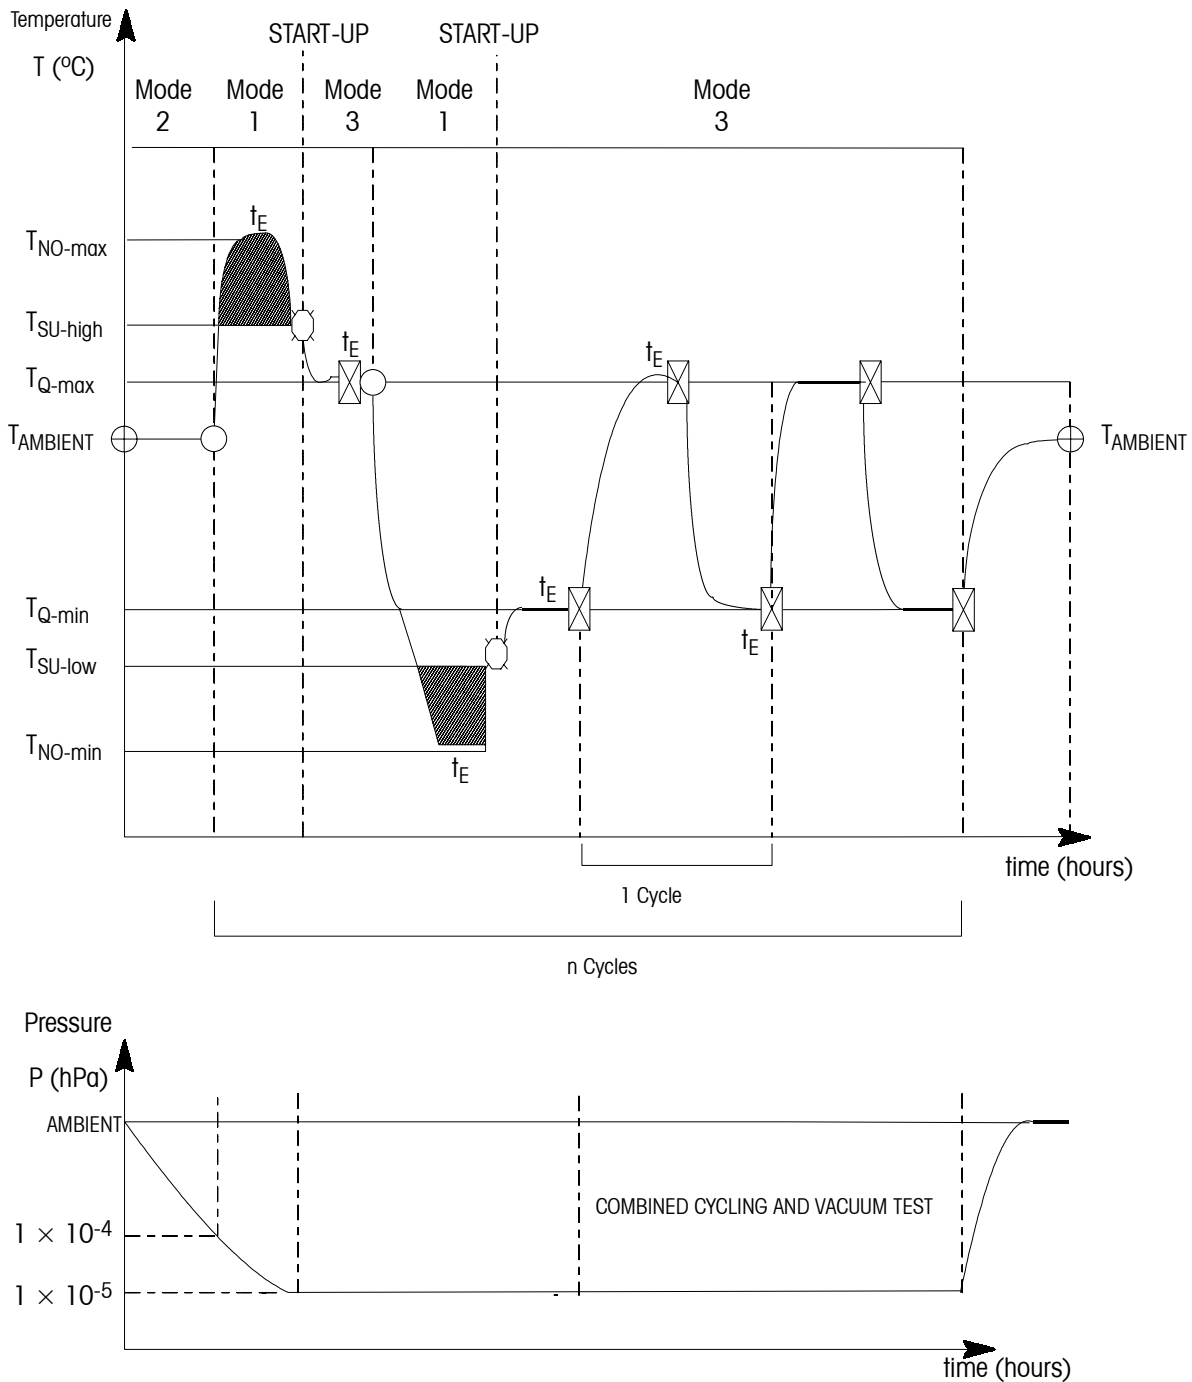 Temperature
T (ºC)
START-UP START-UP
Mode Mode Mode Mode Mode
2 1 3 1 3
tE
TNO-max
TSU-high
tE tE
TQ-max
TAMBIENT TAMBIENT
tE
TQ-min
tE
TSU-low
TNO-min
tE
time (hours)
1 Cycle
n Cycles
Pressure
P (hPa)
AMBIENT
COMBINED CYCLING AND VACUUM TEST
1 × 10-4
1 × 10-5
time (hours)